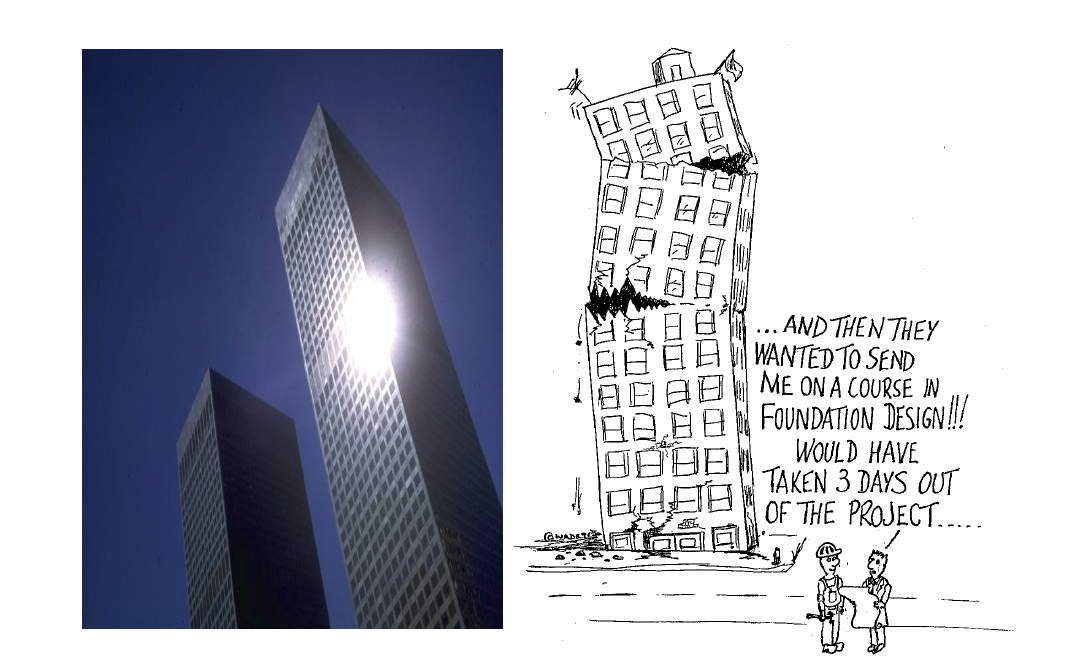 ... AND THEN THEY
WANTED TO SEND
ME ON A COURSE IN
FOUNDATION DESIGN!!!
WOULD HAVE
TAKEN 3 DAYS OUT
OF THE PROJECT.....